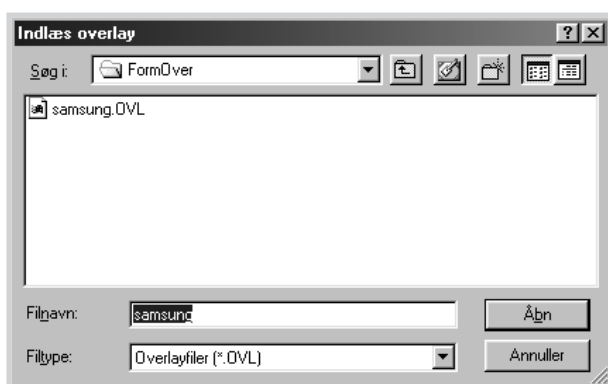 Indlæs overlay
Søg i: FormOver
samsung.OVL
Filnavn: samsung
Åbn
Filtype: Overlayfiler (*.OVL)
Annuller